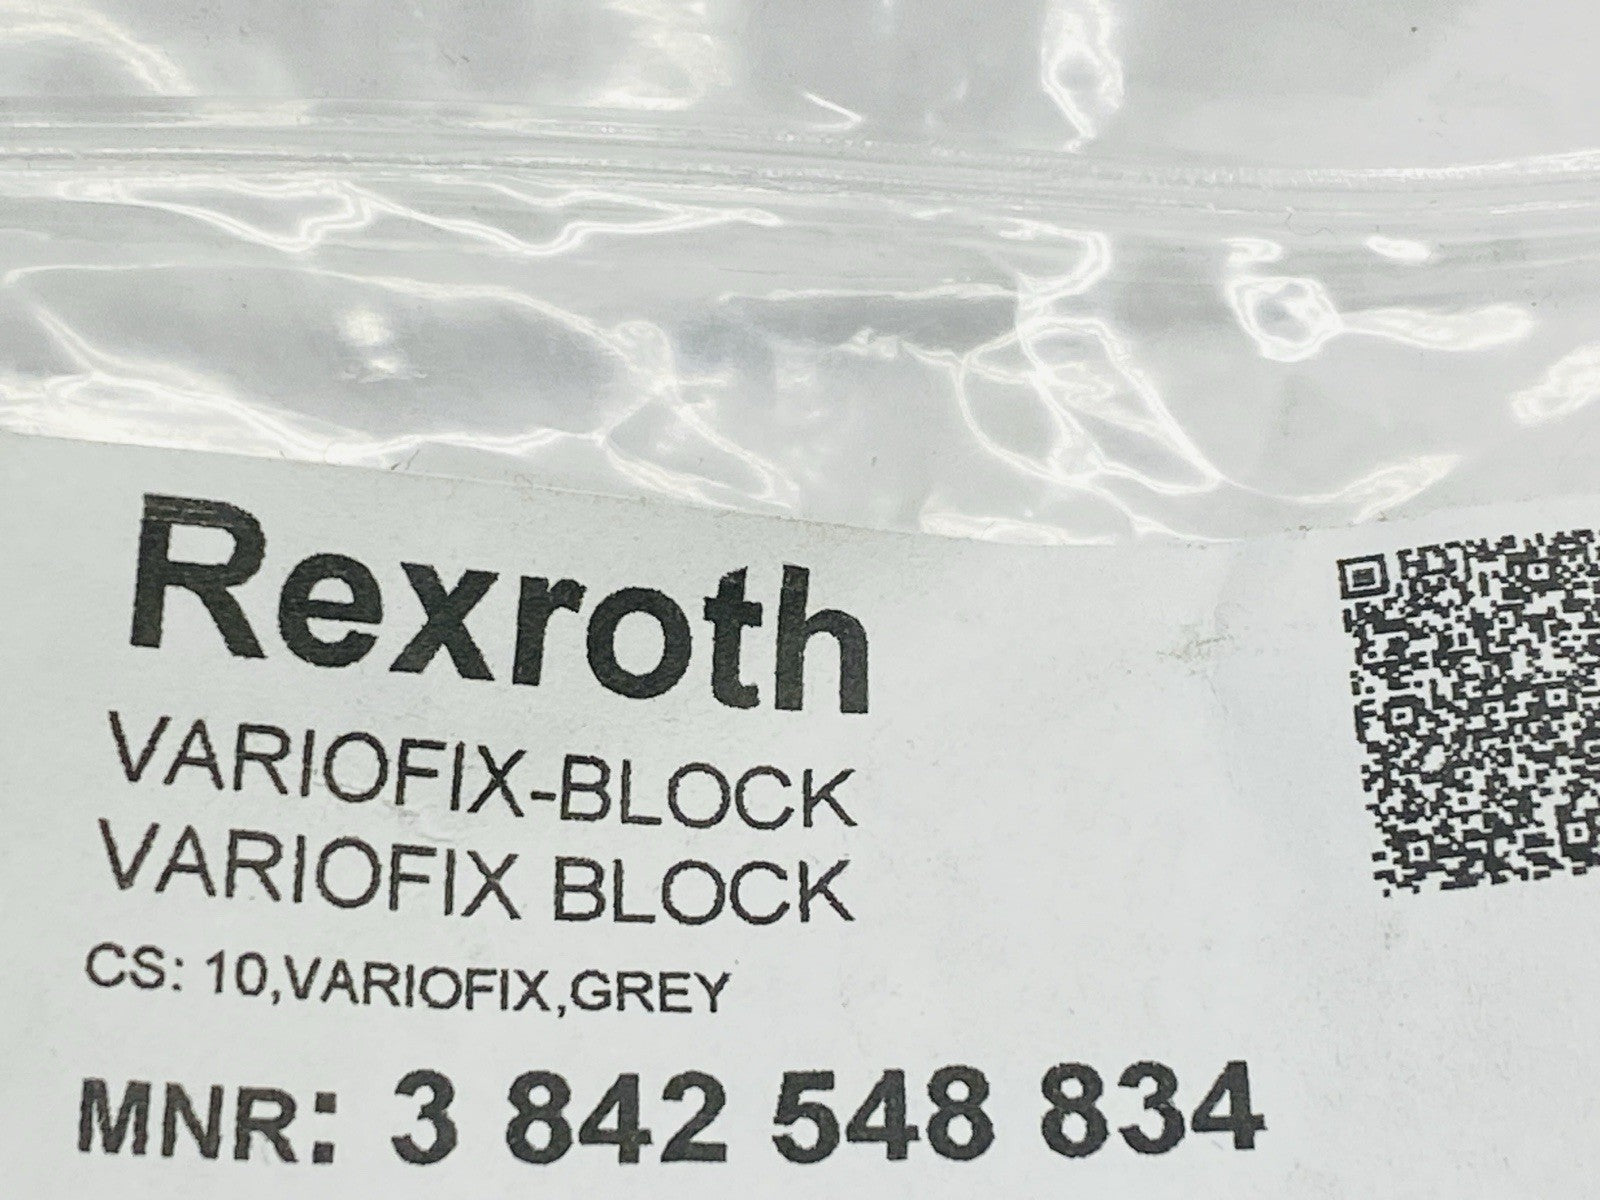 Rexroth
VARIOFIX-BLOCK
VARIOFIX BLOCK
CS: 10,VARIOFIX,GREY
MNR: 3 842 548 834